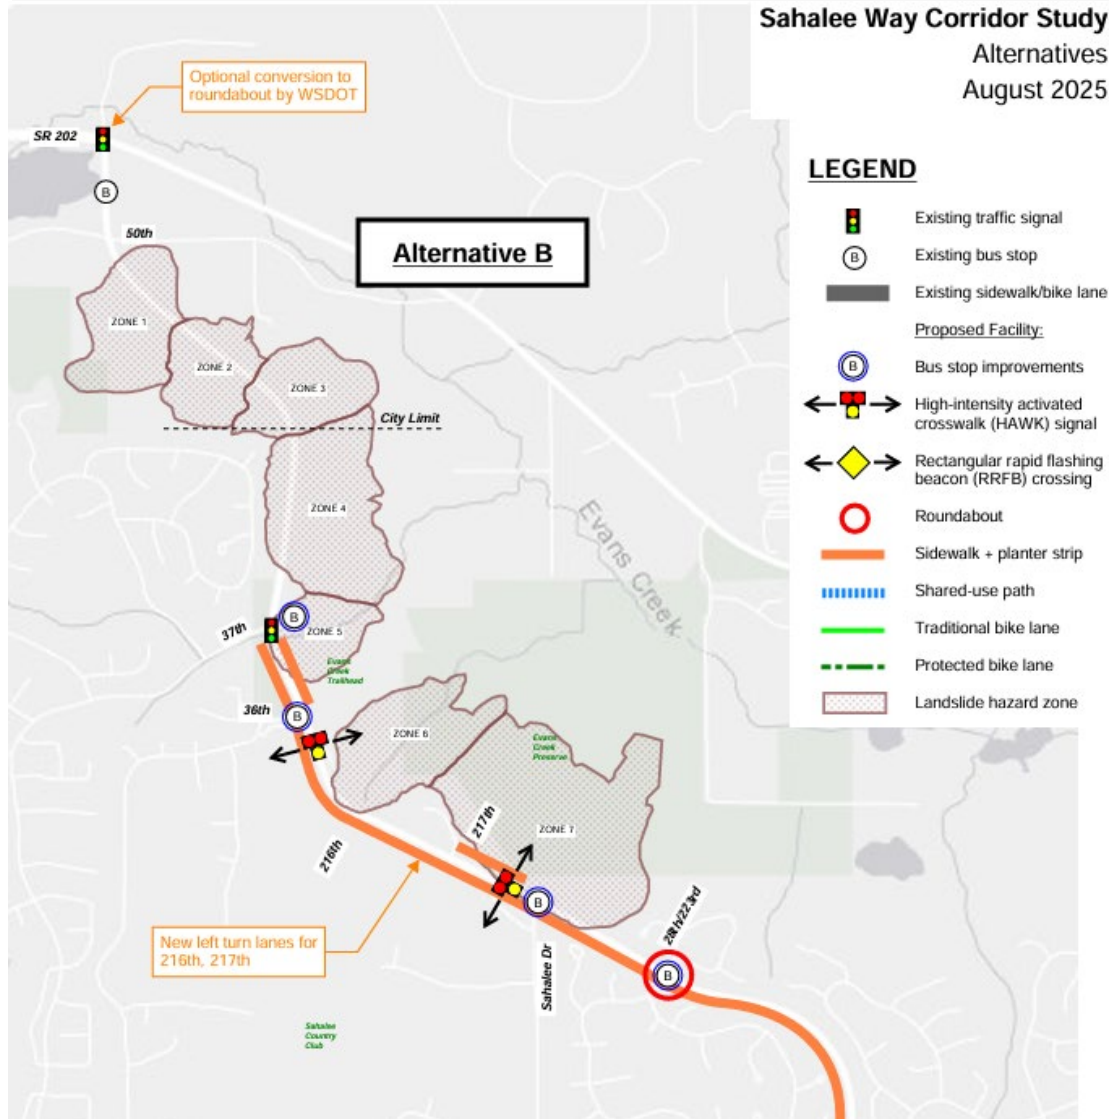 Sahalee Way Corridor Study
Alternatives
August 2025
Optional conversion to
roundabout by WSDOT
SR 202
B
50th
Alternative B
ZONE 1
ZONE 2
ZONE 3
City Limit
ZONE 4
Evans Creek
37th
B
ZONE 5
Evans
Creek
Trailhead
36th
B
ZONE 6
Evans
Creek
Preserve
217th
ZONE 7
216th
B
28th/223rd
New left turn lanes for
216th, 217th
Sahalee Dr
B
Sahalee
Country
Club
LEGEND
Existing traffic signal
B
Existing bus stop
Existing sidewalk/bike lane
Proposed Facility:
B
Bus stop improvements
High-intensity activated
crosswalk (HAWK) signal
Rectangular rapid flashing
beacon (RRFB) crossing
Roundabout
Sidewalk + planter strip
Shared-use path
Traditional bike lane
Protected bike lane
Landslide hazard zone